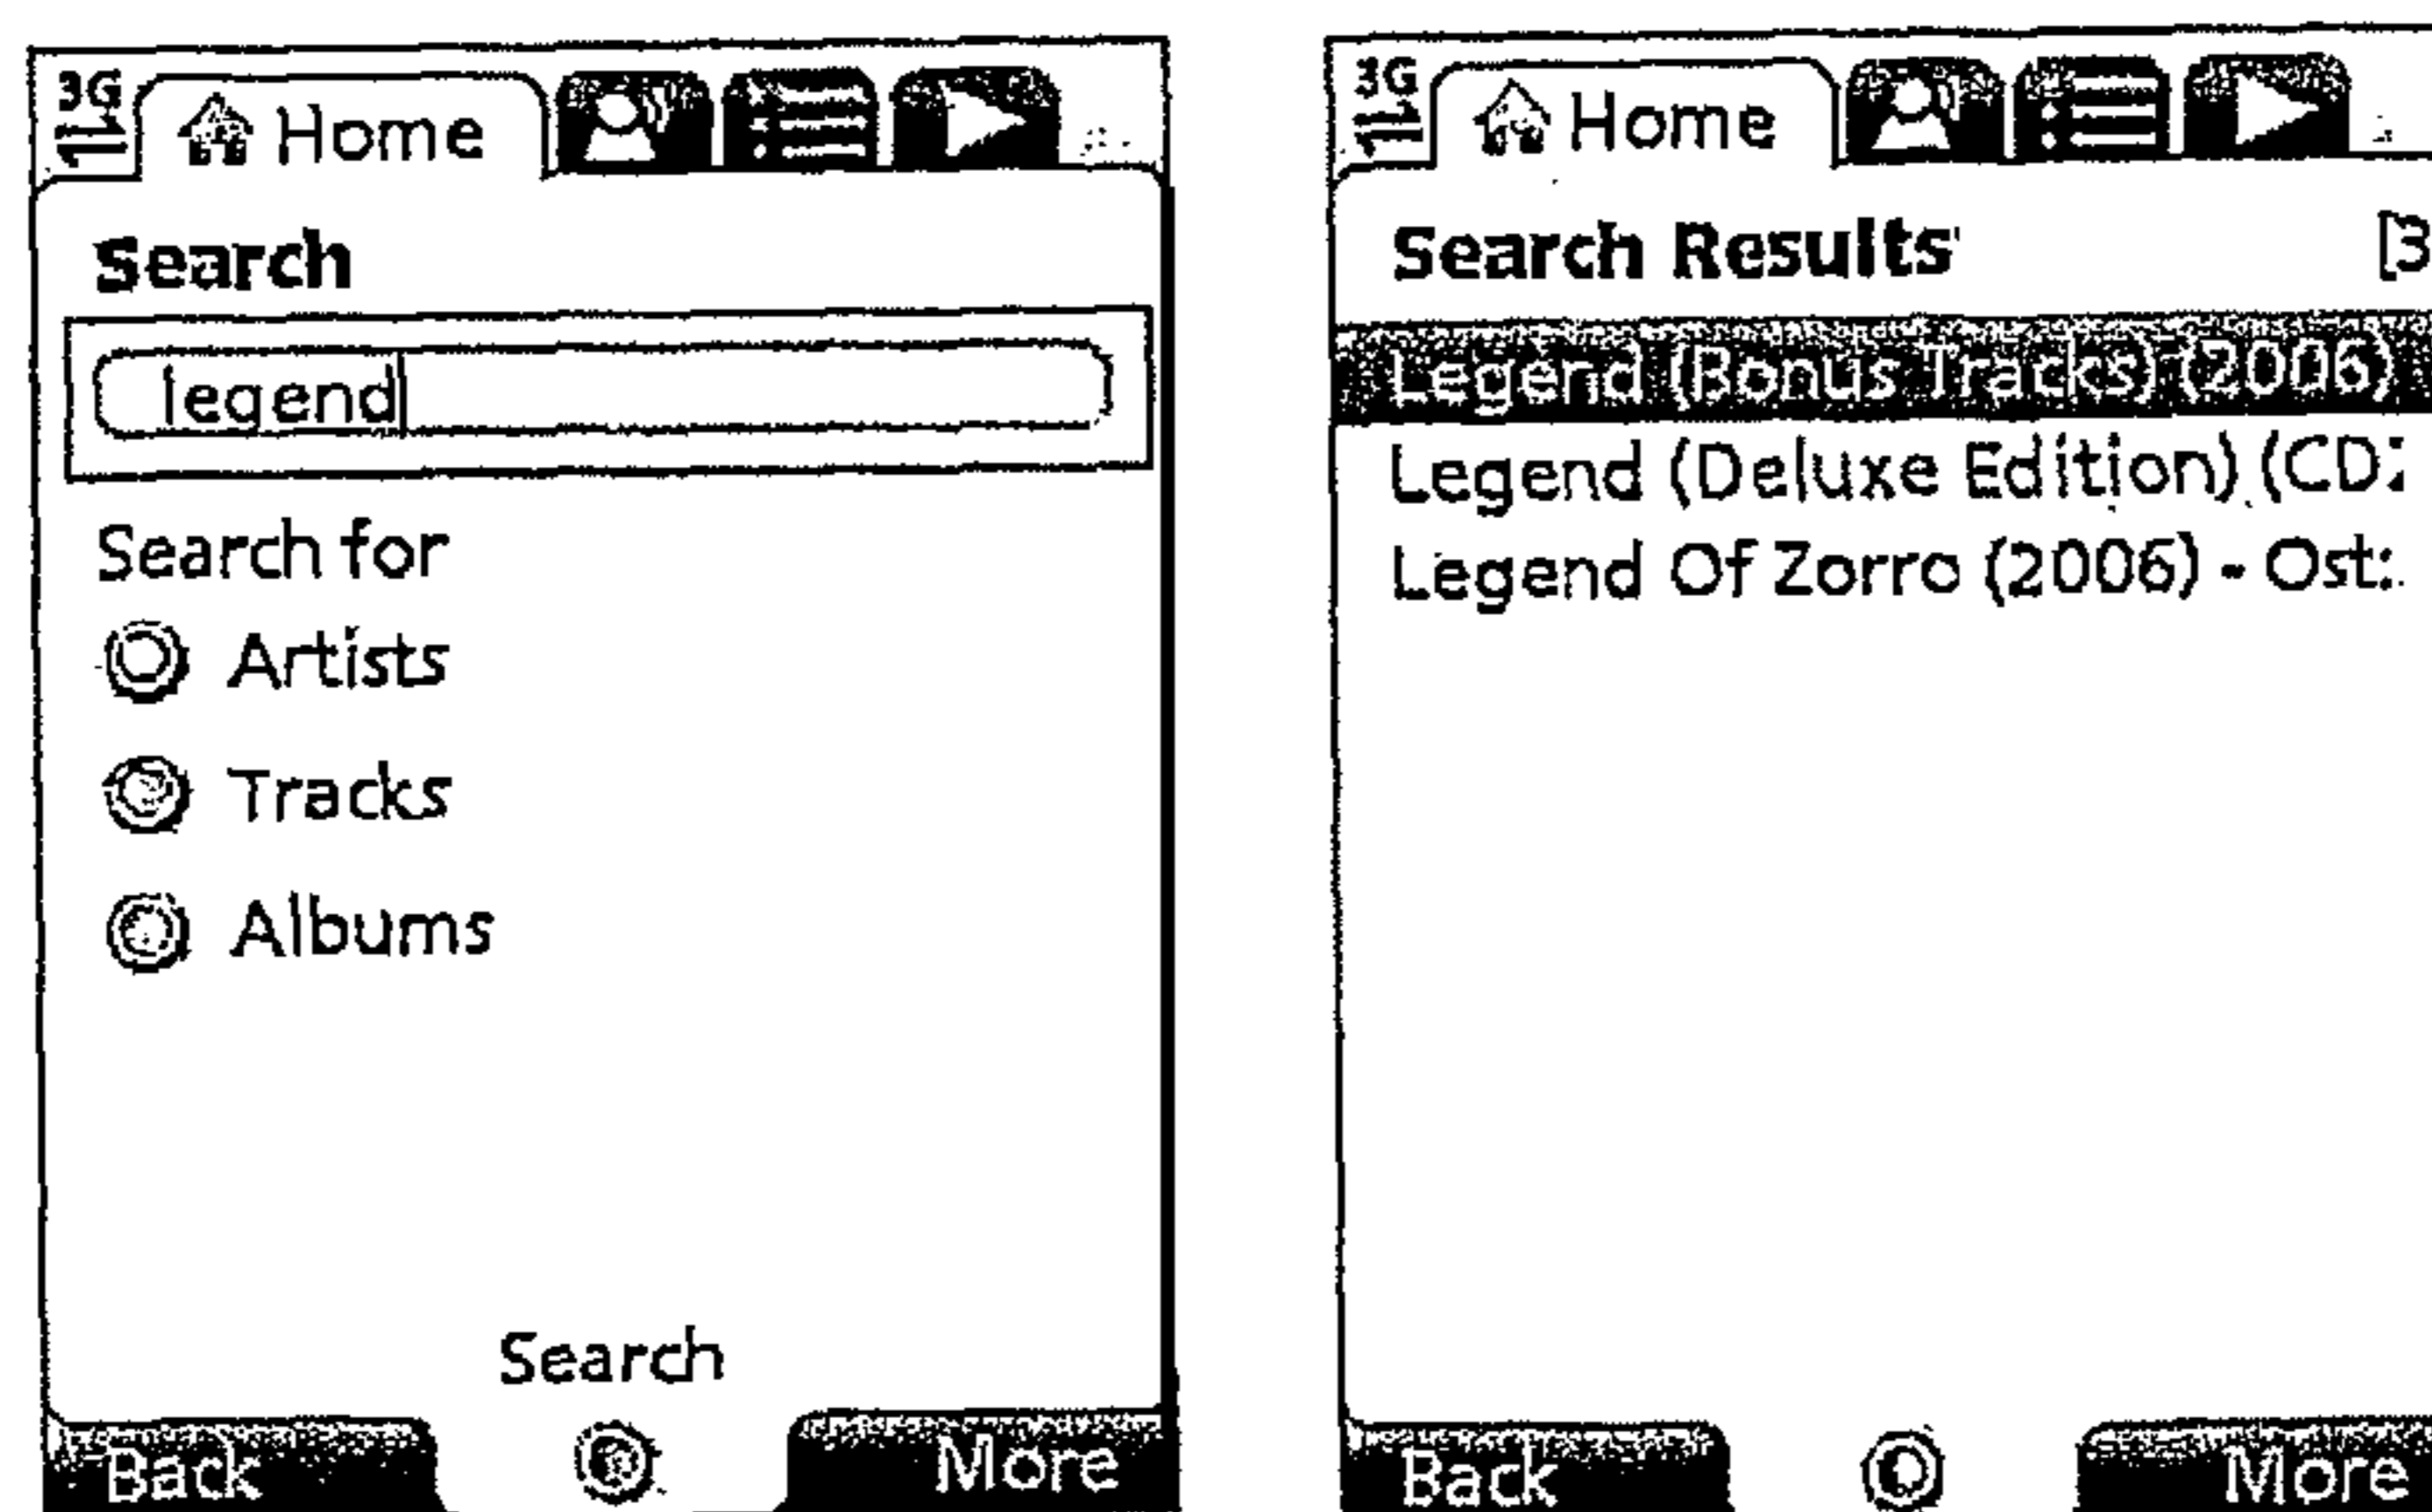 3G
Home
Search
legend
Search for
Artists
Tracks
Albums
Search
Back
More
3G
Home
Search Results [3
Legend (Bonus Tracks) (2006)
Legend (Deluxe Edition) (CD
Legend Of Zorro (2006) - Ost
Back
More